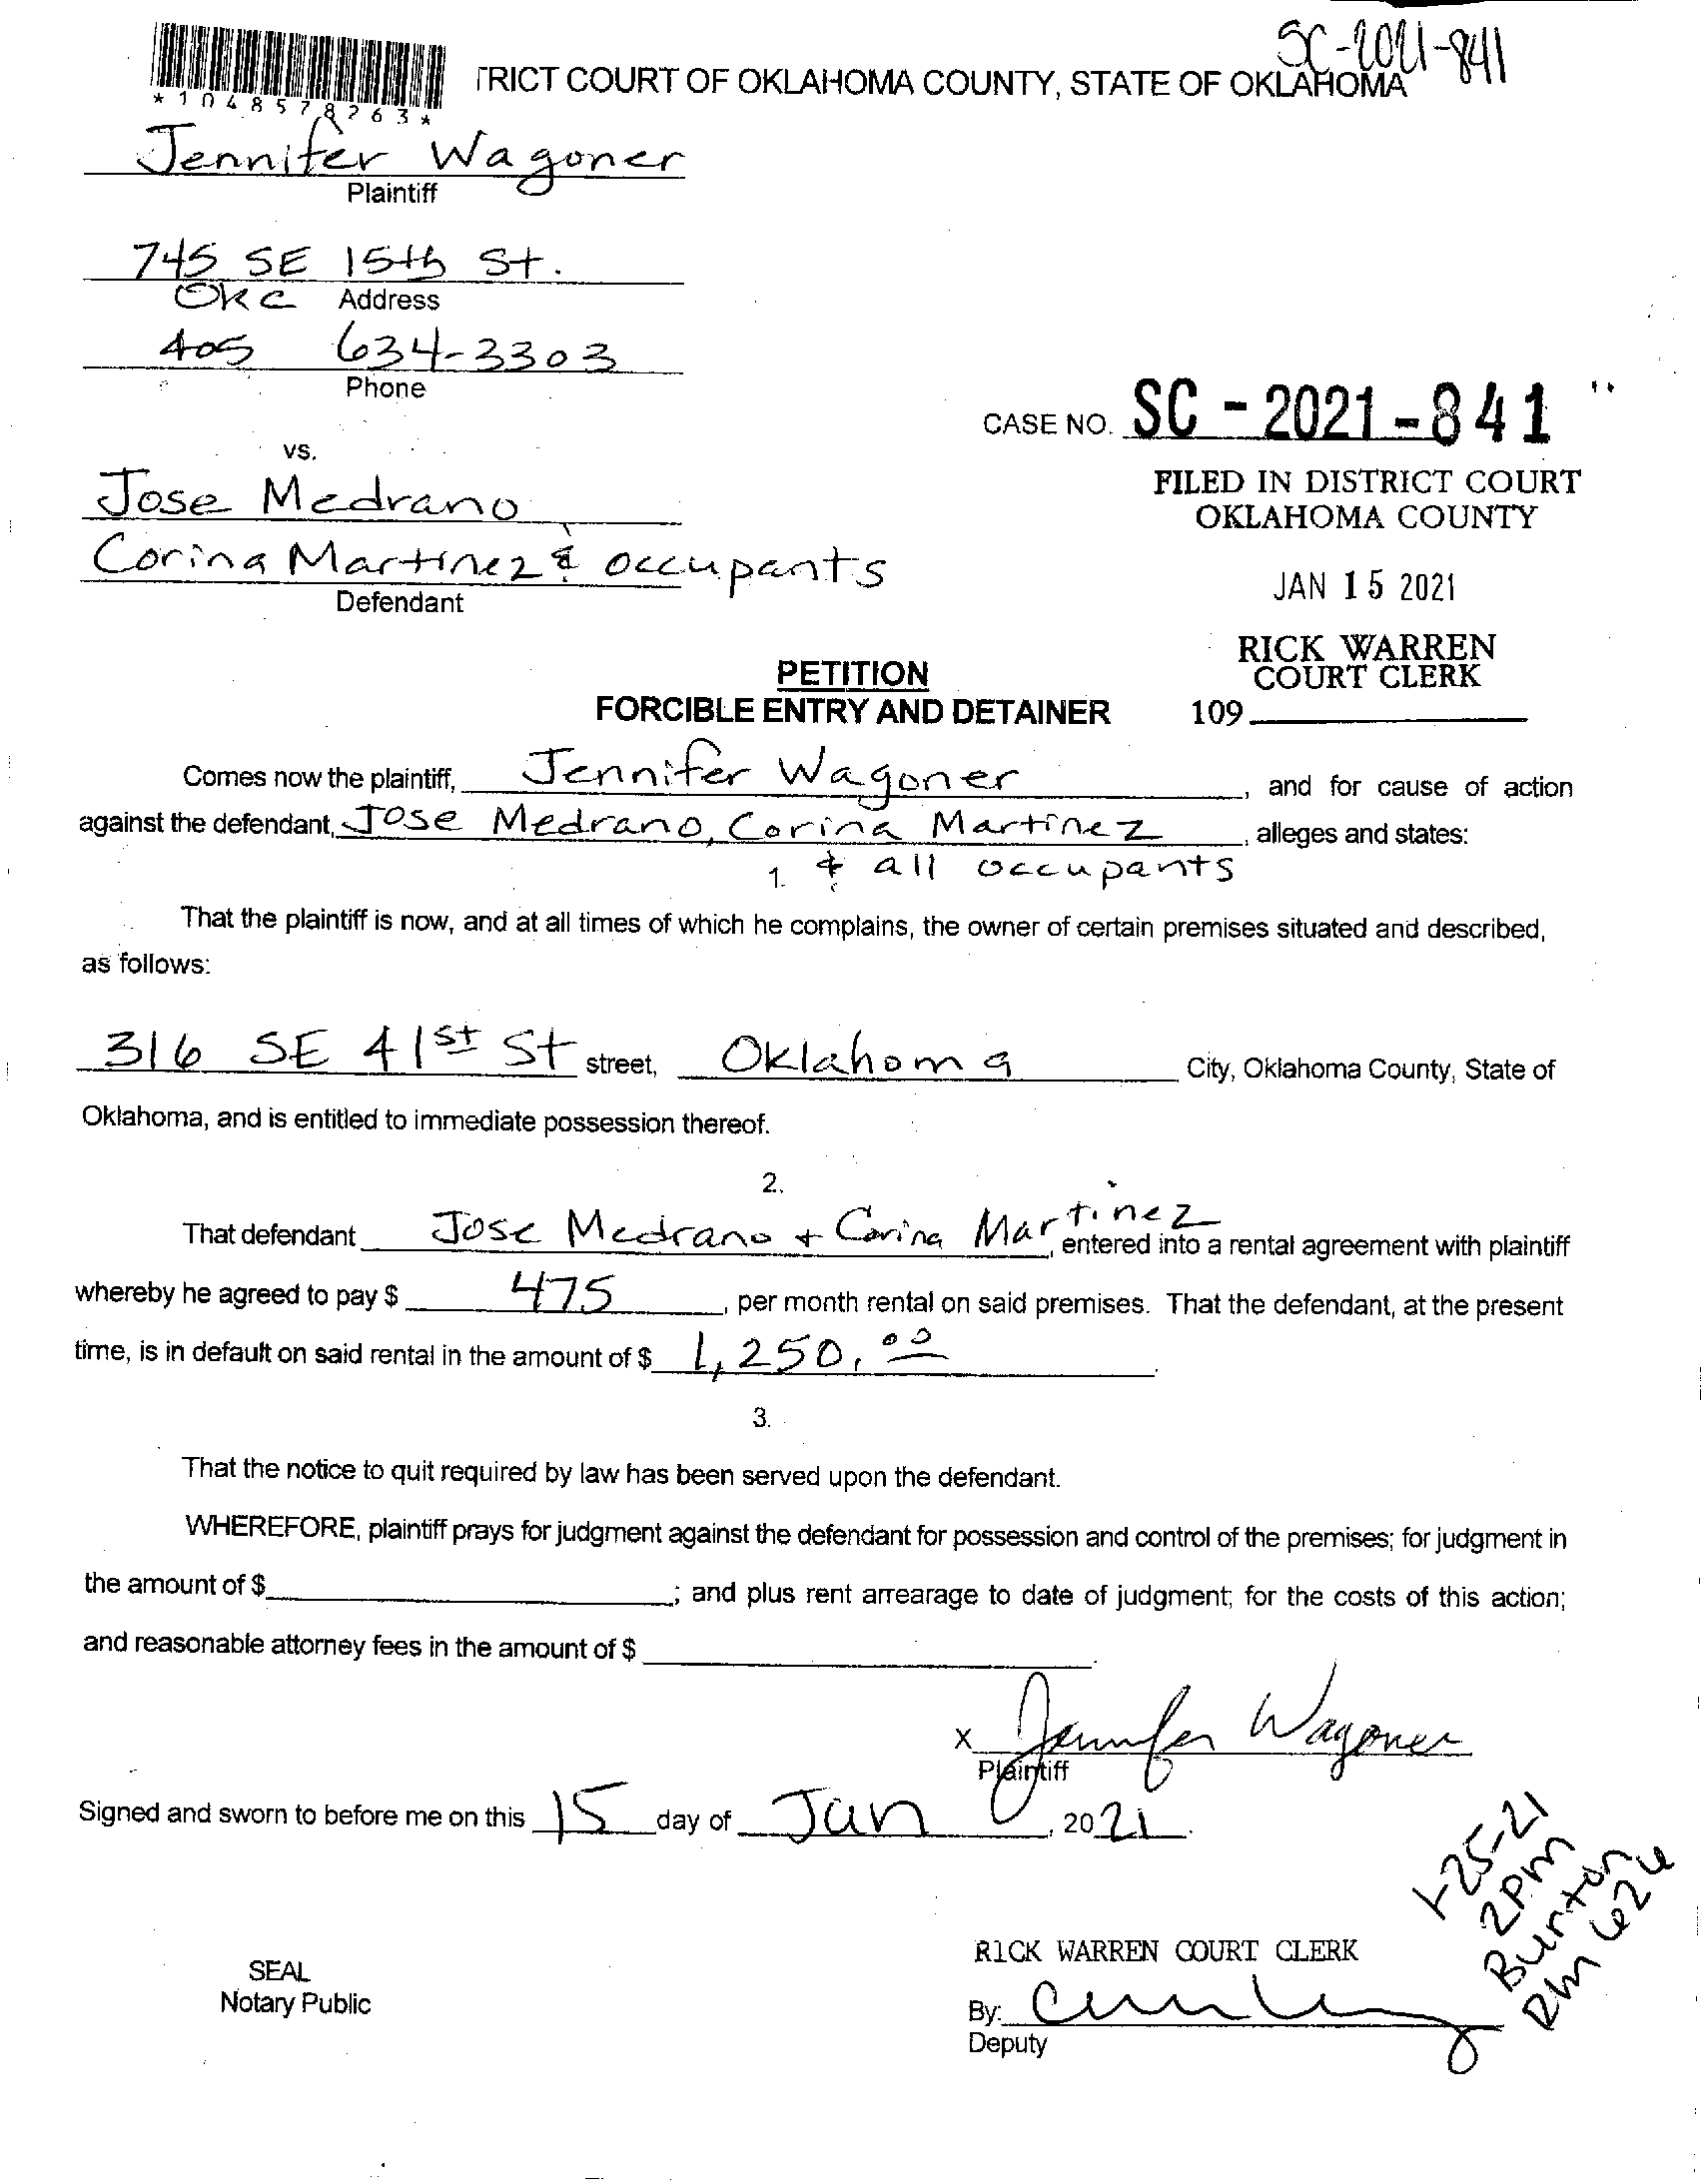 SC-2021-841
*1048578263*
TRICT COURT OF OKLAHOMA COUNTY, STATE OF OKLAHOMA
Jennifer Wagoner
Plaintiff
745 SE 15th St.
OKC Address
405 634-3303
Phone
CASE NO. SC - 2021 - 841
vs.
Jose Medrano
Corina Martinez & occupants
Defendant
FILED IN DISTRICT COURT
OKLAHOMA COUNTY
JAN 15 2021
RICK WARREN
COURT CLERK
109
PETITION
FORCIBLE ENTRY AND DETAINER
Comes now the plaintiff, Jennifer Wagoner, and for cause of action
against the defendant, Jose Medrano, Corina Martinez, alleges and states:
1. & all occupants
That the plaintiff is now, and at all times of which he complains, the owner of certain premises situated and described,
as follows:
316 SE 41st St street, Oklahoma City, Oklahoma County, State of
Oklahoma, and is entitled to immediate possession thereof.
2.
That defendant Jose Medrano + Corina Martinez, entered into a rental agreement with plaintiff
whereby he agreed to pay $ 475, per month rental on said premises. That the defendant, at the present
time, is in default on said rental in the amount of $ 1,250.00.
3.
That the notice to quit required by law has been served upon the defendant.
WHEREFORE, plaintiff prays for judgment against the defendant for possession and control of the premises; for judgment in
the amount of $ ; and plus rent arrearage to date of judgment; for the costs of this action;
and reasonable attorney fees in the amount of $ .
x Jennifer Wagoner
Plaintiff
Signed and sworn to before me on this 15 day of Jan, 2021.
1-25-21
2PM
Burton
Rm 626
SEAL
Notary Public
RICK WARREN COURT CLERK
By:
Deputy